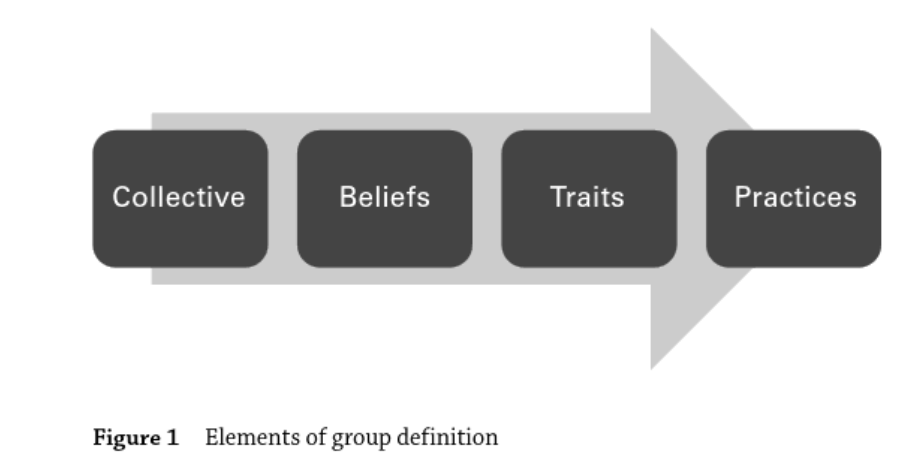 Collective Beliefs Traits Practices
Figure 1 Elements of group definition